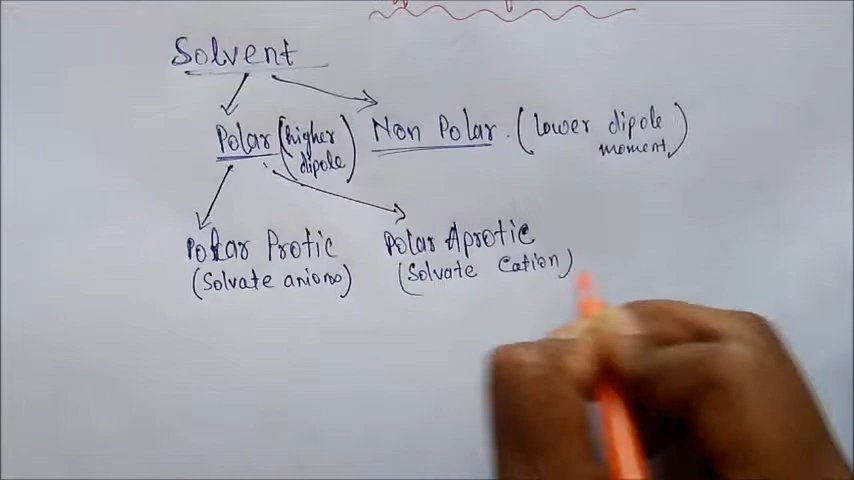 Solvent
Polar (higher dipole)
Non Polar. (lower dipole moment)
Polar Protic
(Solvate anions)
Polar Aprotic
(Solvate Cation)